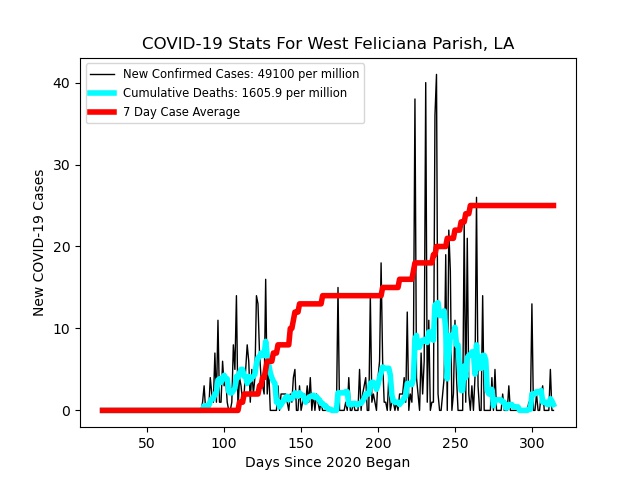 COVID-19 Stats For West Feliciana Parish, LA
New Confirmed Cases: 49100 per million
Cumulative Deaths: 1605.9 per million
7 Day Case Average
New COVID-19 Cases
40
30
20
10
0
50 100 150 200 250 300
Days Since 2020 Began